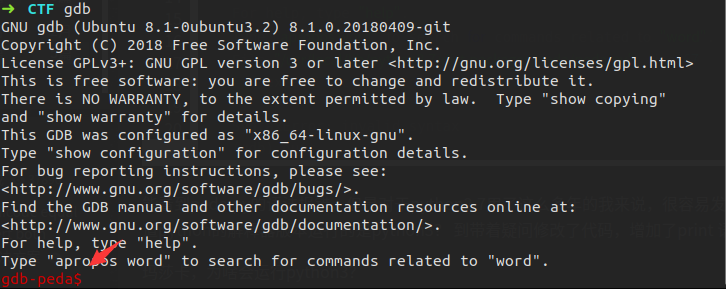 ➜ CTF gdb
GNU gdb (Ubuntu 8.1-0ubuntu3.2) 8.1.0.20180409-git
Copyright (C) 2018 Free Software Foundation, Inc.
License GPLv3+: GNU GPL version 3 or later <http://gnu.org/licenses/gpl.html>
This is free software: you are free to change and redistribute it.
There is NO WARRANTY, to the extent permitted by law.  Type "show copying"
and "show warranty" for details.
This GDB was configured as "x86_64-linux-gnu".
Type "show configuration" for configuration details.
For bug reporting instructions, please see:
<http://www.gnu.org/software/gdb/bugs/>.
Find the GDB manual and other documentation resources online at:
<http://www.gnu.org/software/gdb/documentation/>.
For help, type "help".
Type "apropos word" to search for commands related to "word".
gdb-peda$